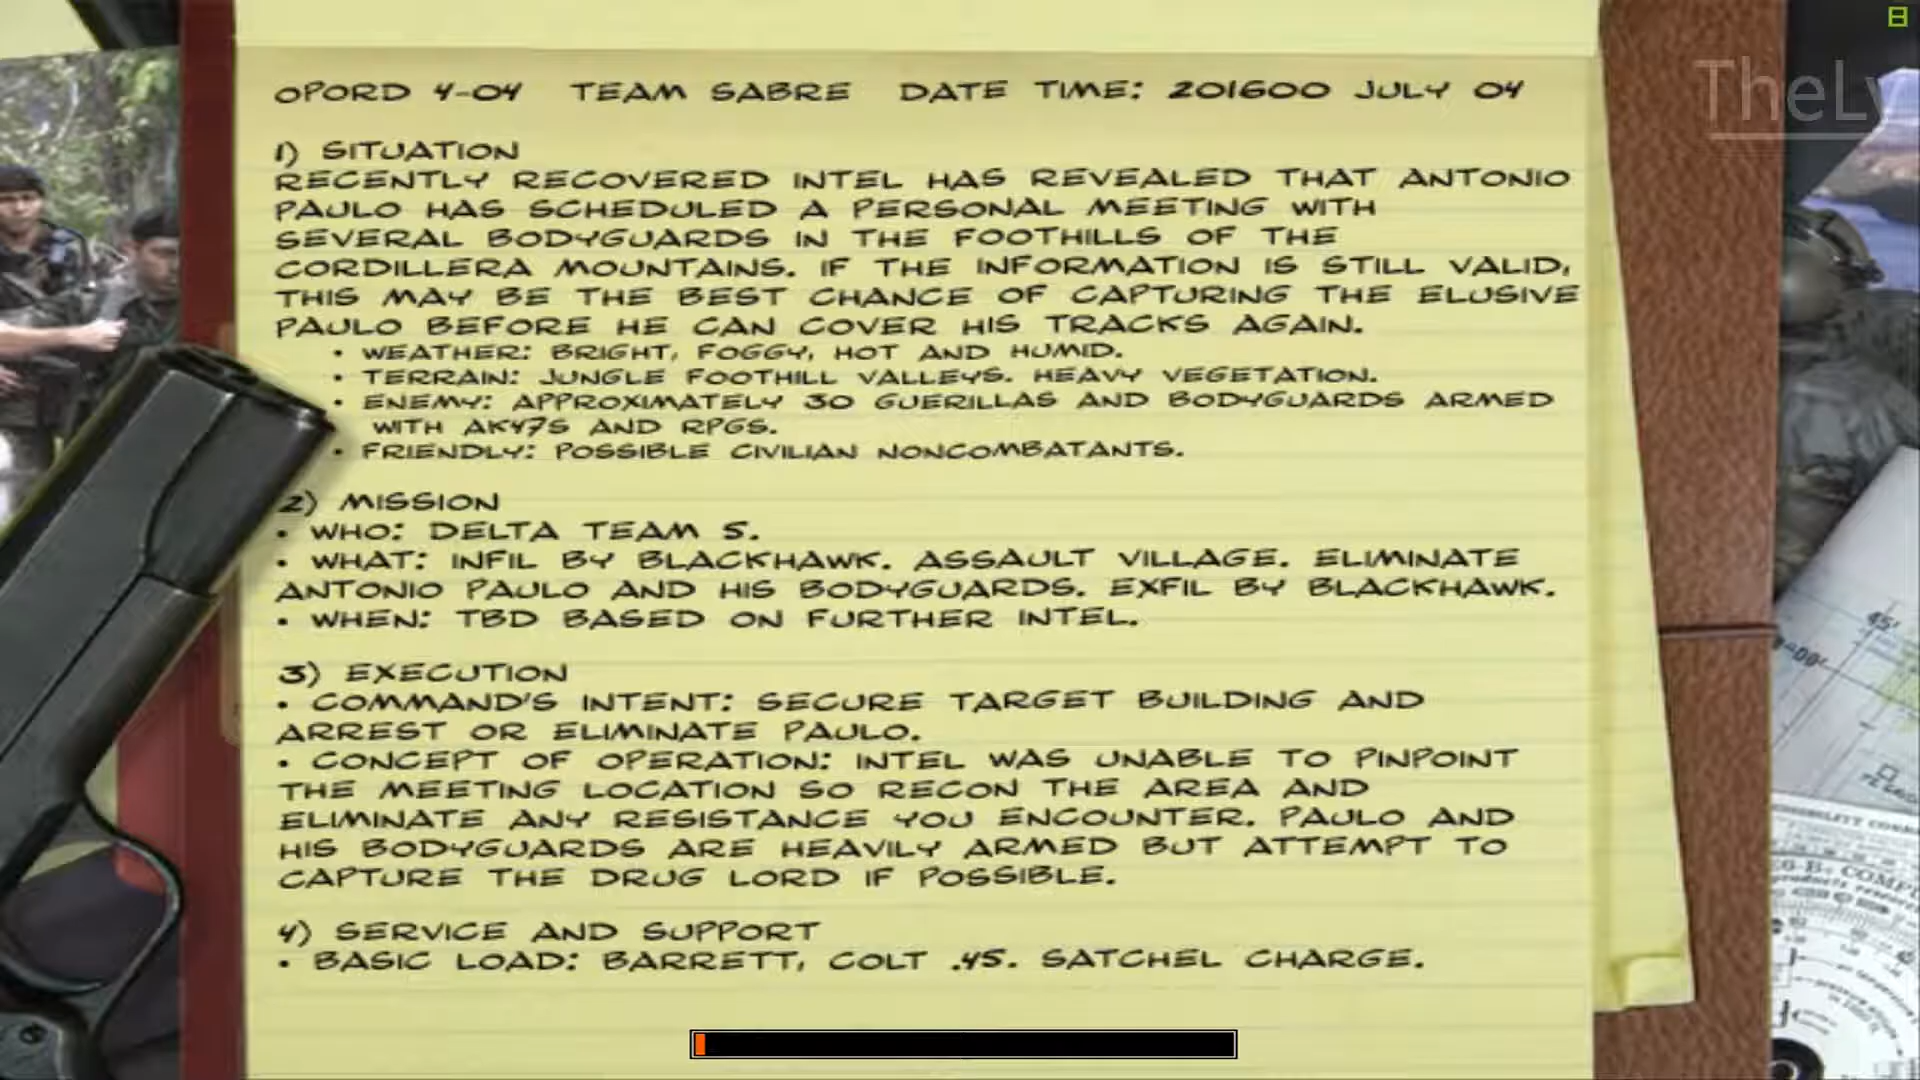 OPORD 4-04 TEAM SABRE DATE TIME: 201600 JULY 04
TheLv
1) SITUATION
RECENTLY RECOVERED INTEL HAS REVEALED THAT ANTONIO
PAULO HAS SCHEDULED A PERSONAL MEETING WITH
SEVERAL BODYGUARDS IN THE FOOTHILLS OF THE
CORDILLERA MOUNTAINS. IF THE INFORMATION IS STILL VALID,
THIS MAY BE THE BEST CHANCE OF CAPTURING THE ELUSIVE
PAULO BEFORE HE CAN COVER HIS TRACKS AGAIN.
• WEATHER: BRIGHT, FOGGY, HOT AND HUMID.
• TERRAIN: JUNGLE FOOTHILL VALLEYS. HEAVY VEGETATION.
• ENEMY: APPROXIMATELY 30 GUERILLAS AND BODYGUARDS ARMED
WITH AK47S AND RPGS.
• FRIENDLY: POSSIBLE CIVILIAN NONCOMBATANTS.
2) MISSION
• WHO: DELTA TEAM 5.
• WHAT: INFIL BY BLACKHAWK. ASSAULT VILLAGE. ELIMINATE
ANTONIO PAULO AND HIS BODYGUARDS. EXFIL BY BLACKHAWK.
• WHEN: TBD BASED ON FURTHER INTEL.
3) EXECUTION
• COMMAND'S INTENT: SECURE TARGET BUILDING AND
ARREST OR ELIMINATE PAULO.
• CONCEPT OF OPERATION: INTEL WAS UNABLE TO PINPOINT
THE MEETING LOCATION SO RECON THE AREA AND
ELIMINATE ANY RESISTANCE YOU ENCOUNTER. PAULO AND
HIS BODYGUARDS ARE HEAVILY ARMED BUT ATTEMPT TO
CAPTURE THE DRUG LORD IF POSSIBLE.
4) SERVICE AND SUPPORT
• BASIC LOAD: BARRETT, COLT .45. SATCHEL CHARGE.
45'